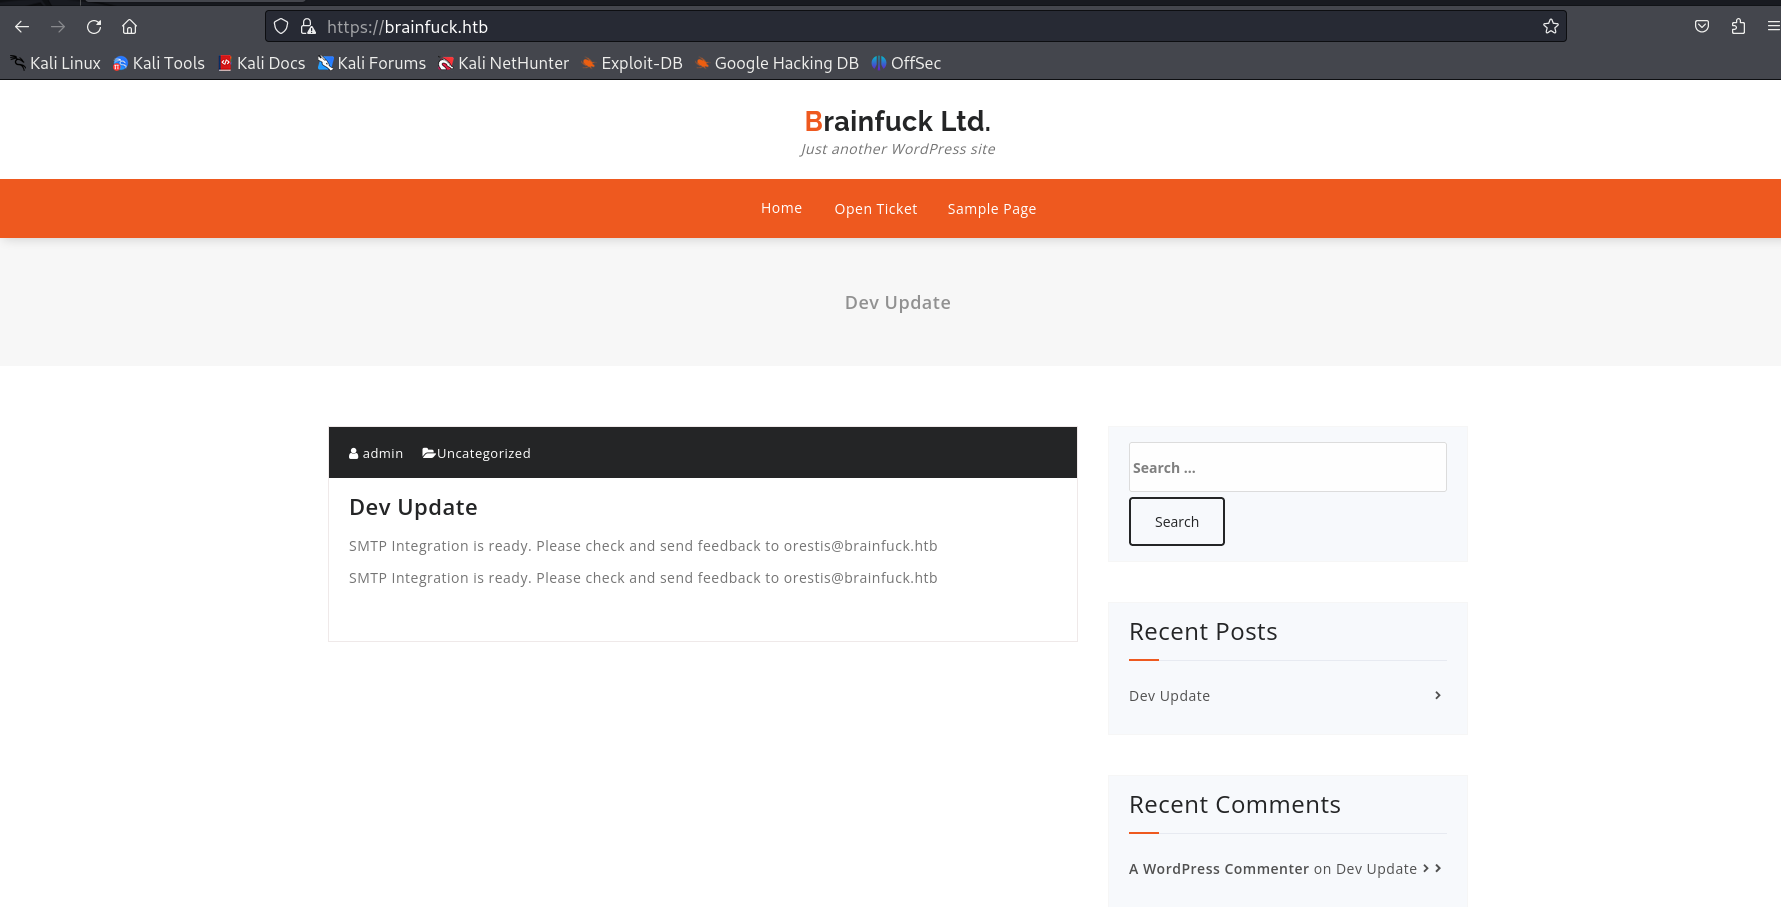 https://brainfuck.htb
Kali Linux Kali Tools Kali Docs Kali Forums Kali NetHunter Exploit-DB Google Hacking DB OffSec
Brainfuck Ltd.
Just another WordPress site
Home Open Ticket Sample Page
Dev Update
admin Uncategorized
Dev Update
SMTP Integration is ready. Please check and send feedback to orestis@brainfuck.htb
SMTP Integration is ready. Please check and send feedback to orestis@brainfuck.htb
Search ...
Search
Recent Posts
Dev Update
Recent Comments
A WordPress Commenter on Dev Update